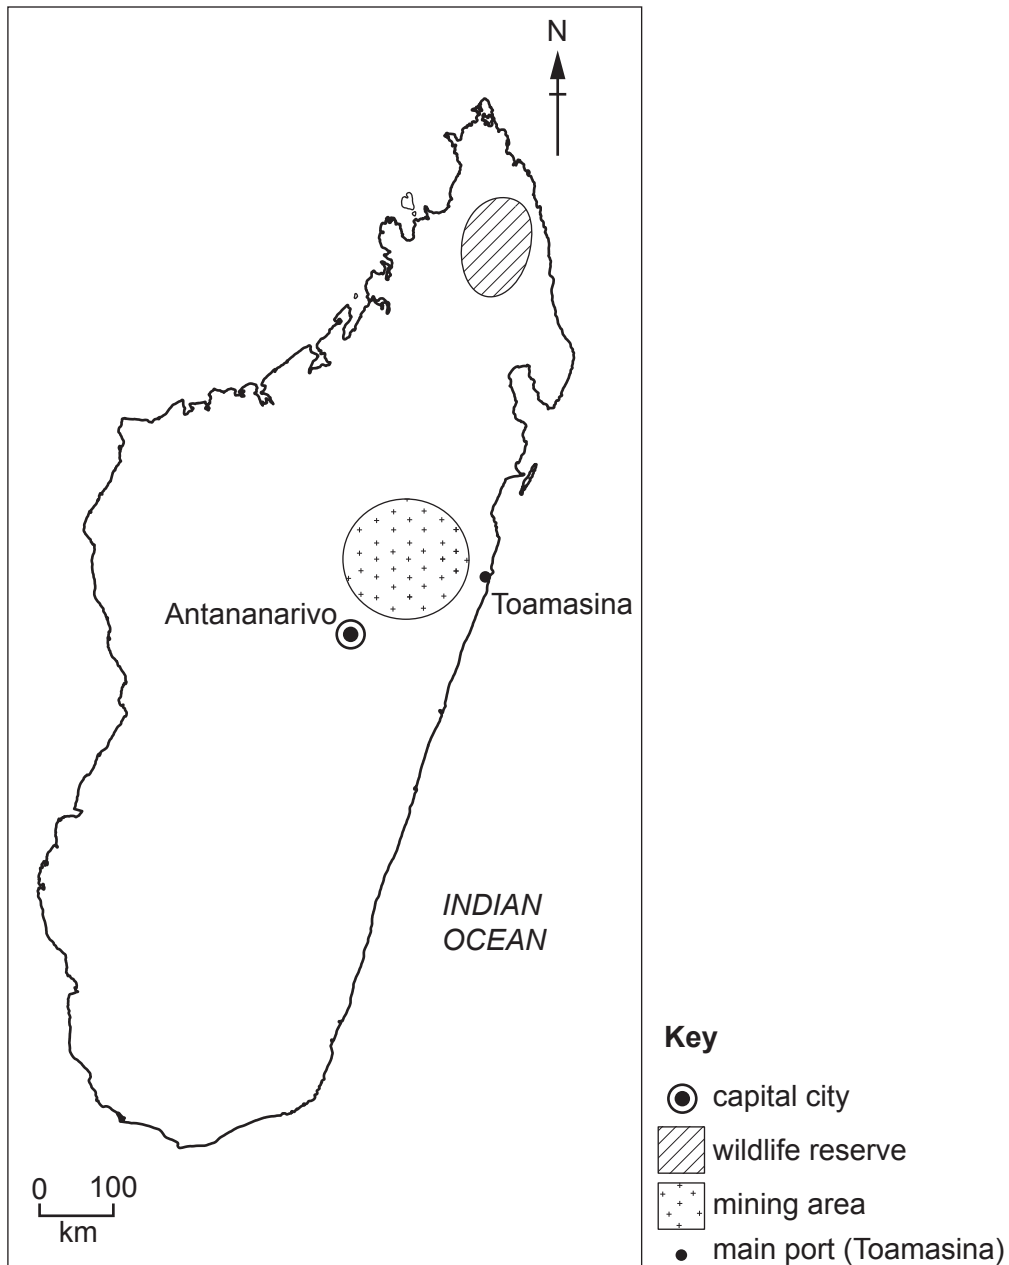 N
Antananarivo
Toamasina
INDIAN
OCEAN
0 100
km
Key
capital city
wildlife reserve
mining area
main port (Toamasina)